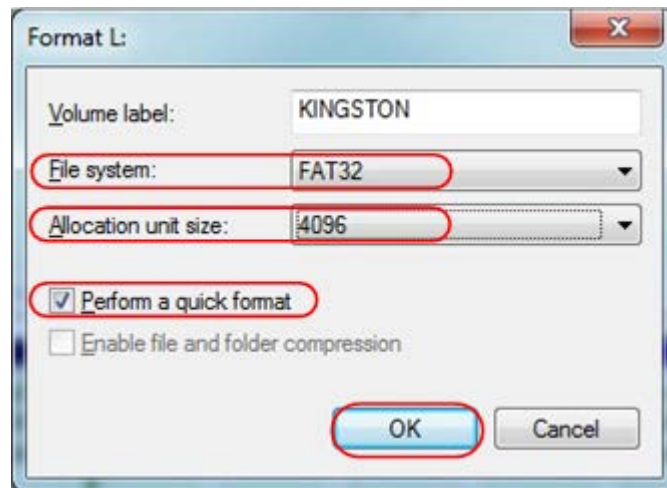 Format L:
Volume label: KINGSTON
File system: FAT32
Allocation unit size: 4096
Perform a quick format
Enable file and folder compression
OK Cancel